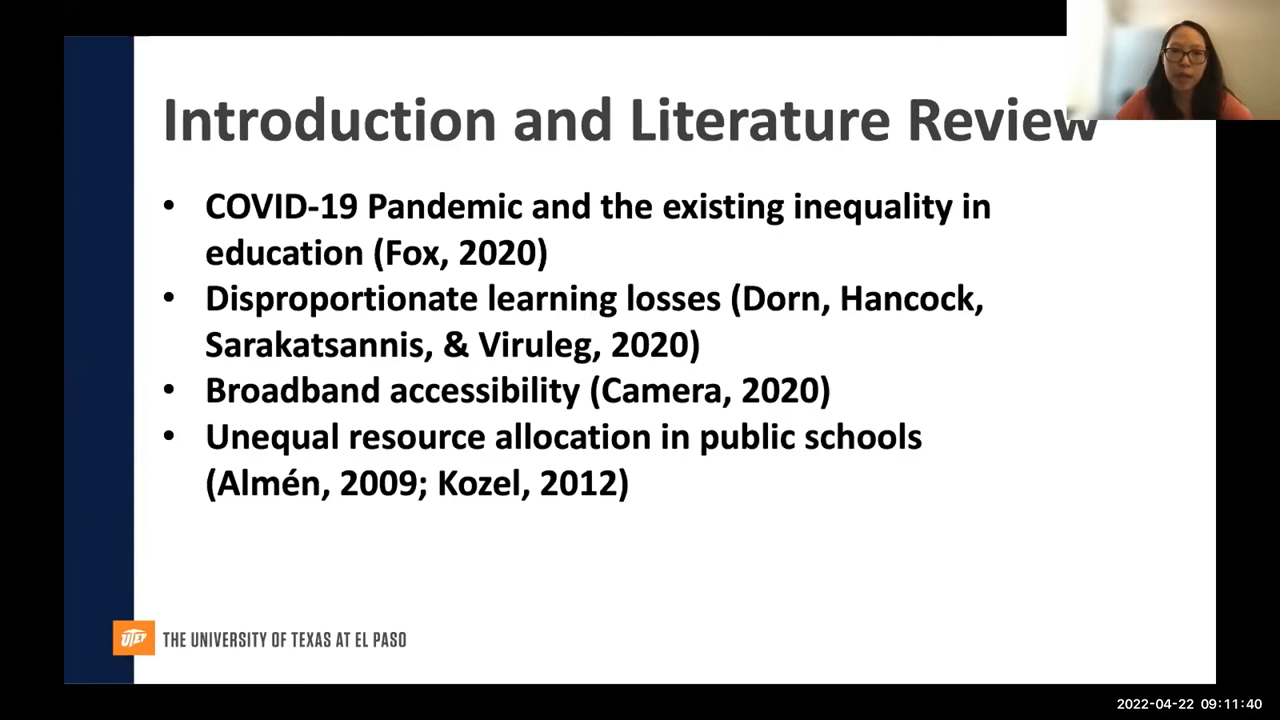 Introduction and Literature Review
• COVID-19 Pandemic and the existing inequality in
education (Fox, 2020)
• Disproportionate learning losses (Dorn, Hancock,
Sarakatsannis, & Viruleg, 2020)
• Broadband accessibility (Camera, 2020)
• Unequal resource allocation in public schools
(Almén, 2009; Kozel, 2012)
UTEP THE UNIVERSITY OF TEXAS AT EL PASO
2022-04-22 09:11:40